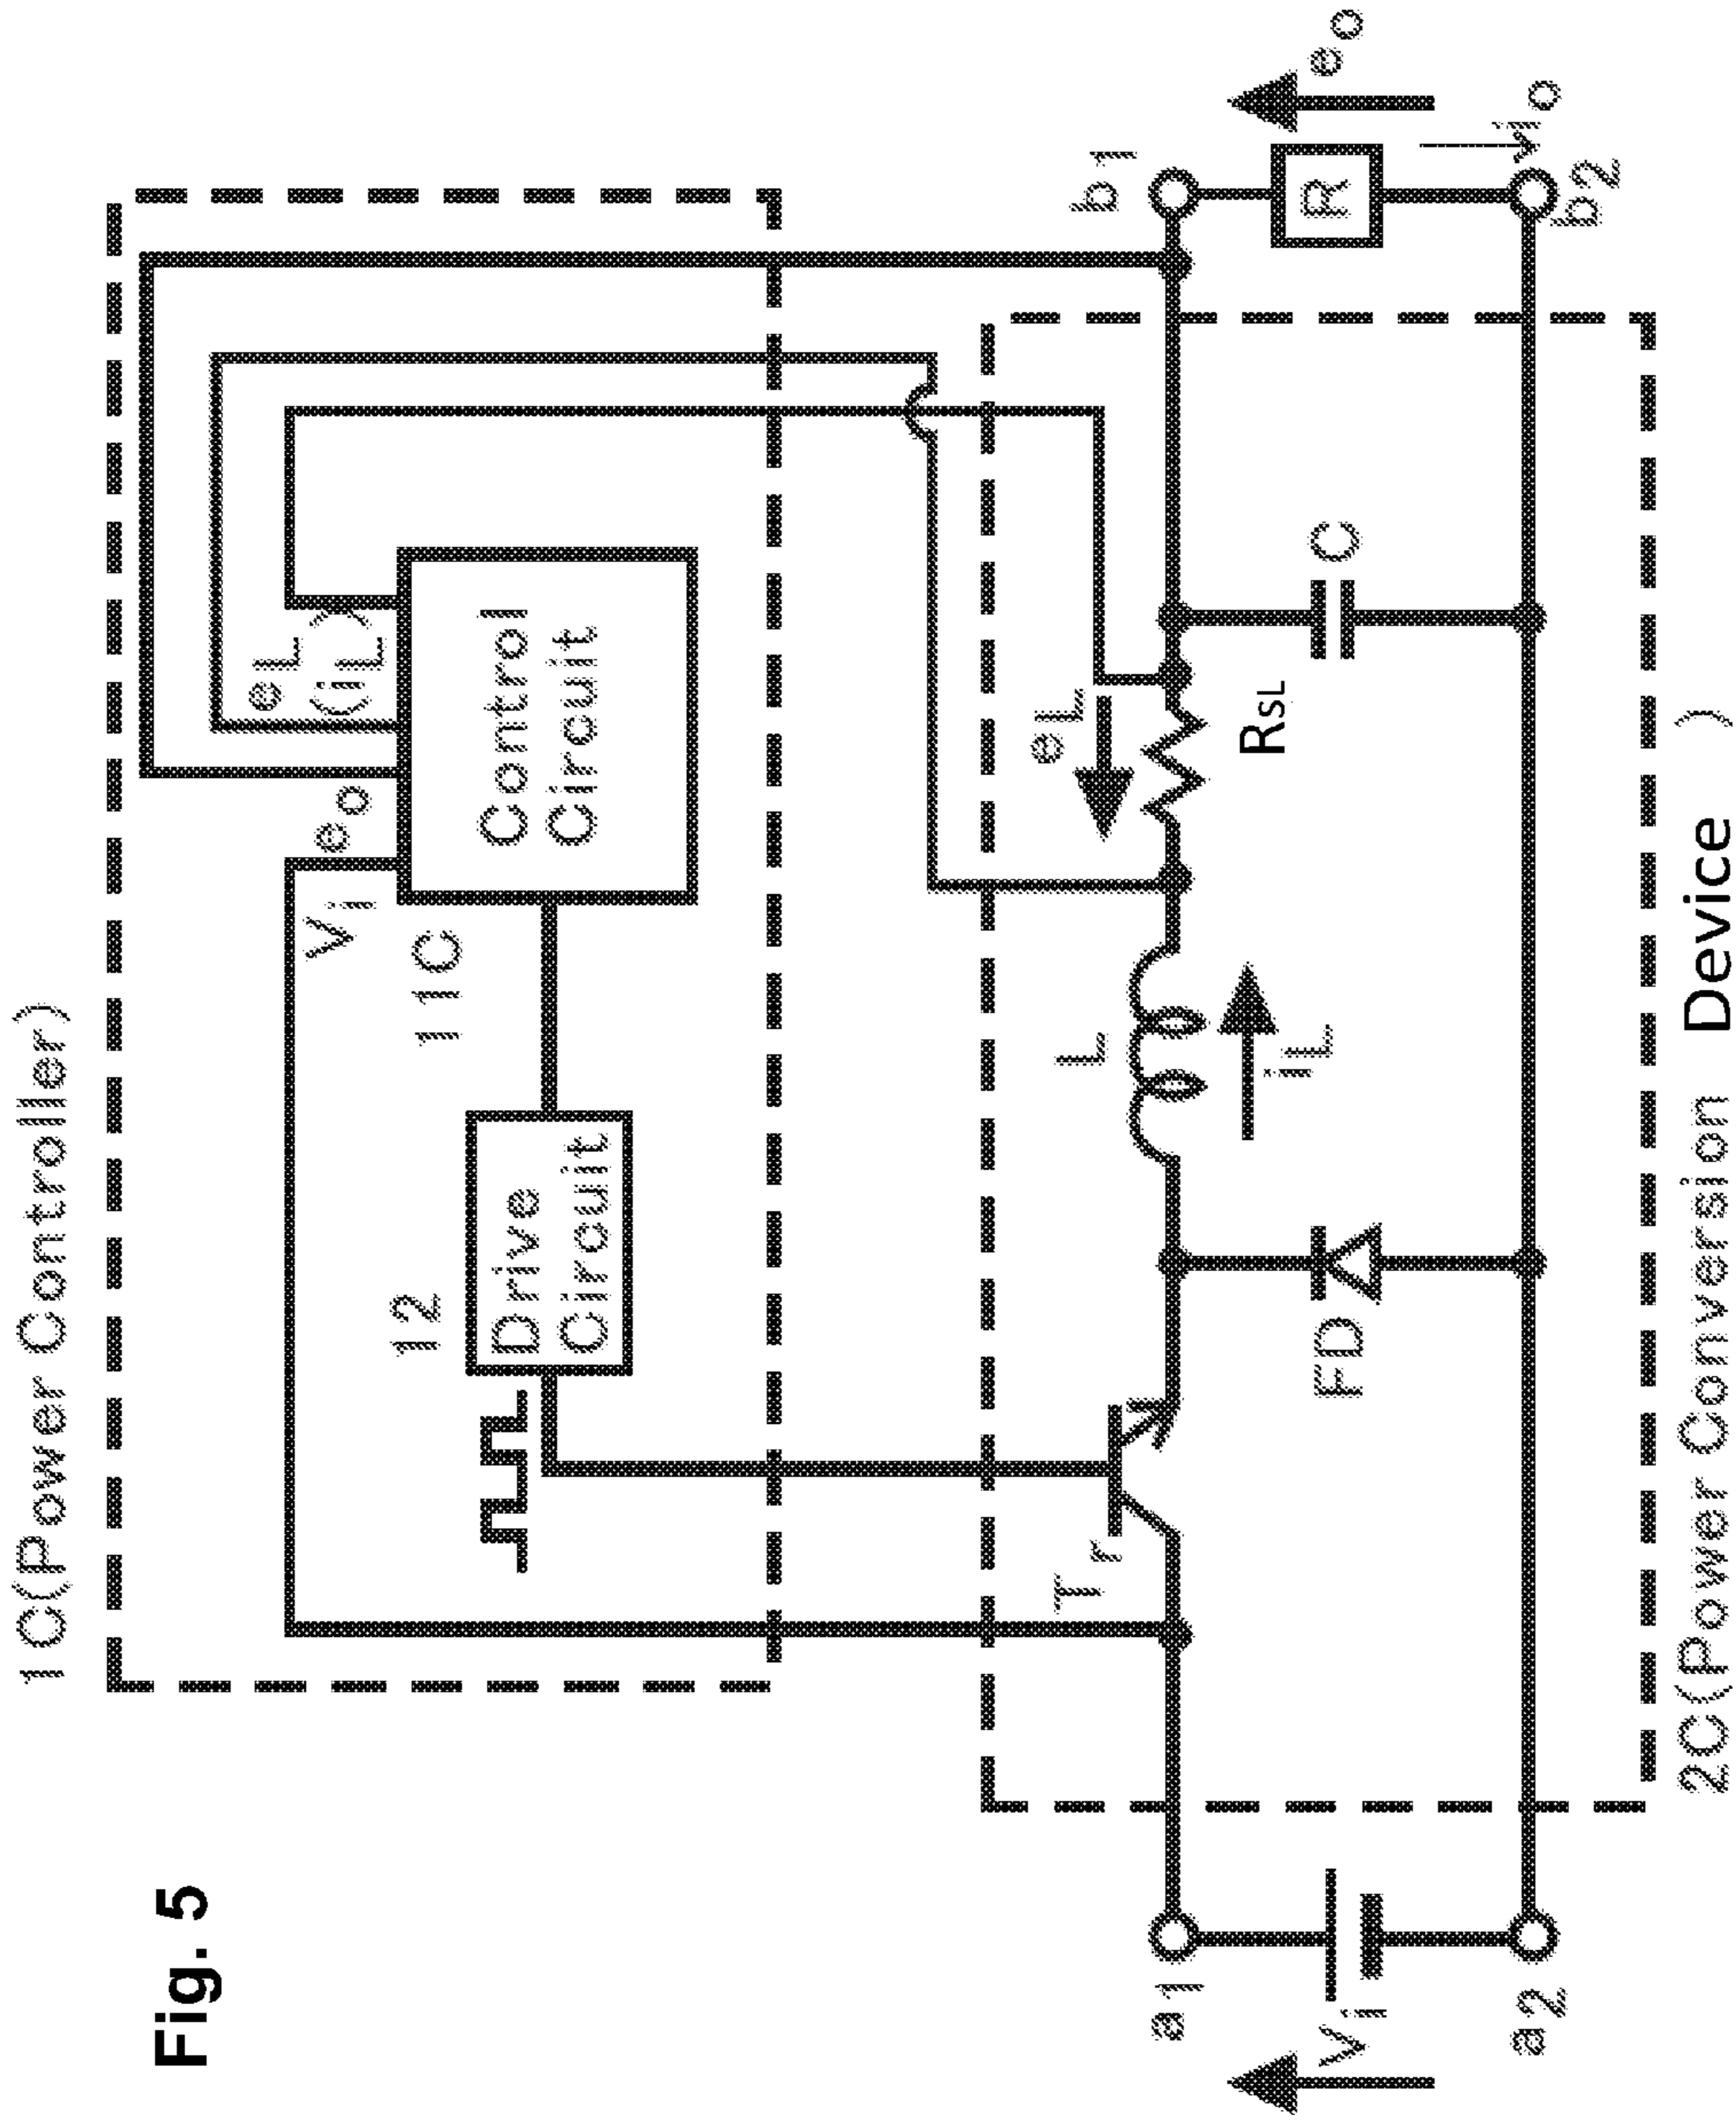 Fig. 5
1C(Power Controller)
Vi
eo
eL
(iL)
11C
12
Control
Circuit
Drive
Circuit
Tr
L
eL
b1
a1
iL
RSL
Vi
FD
C
R
eo
io
a2
b2
2C(Power Conversion Device )